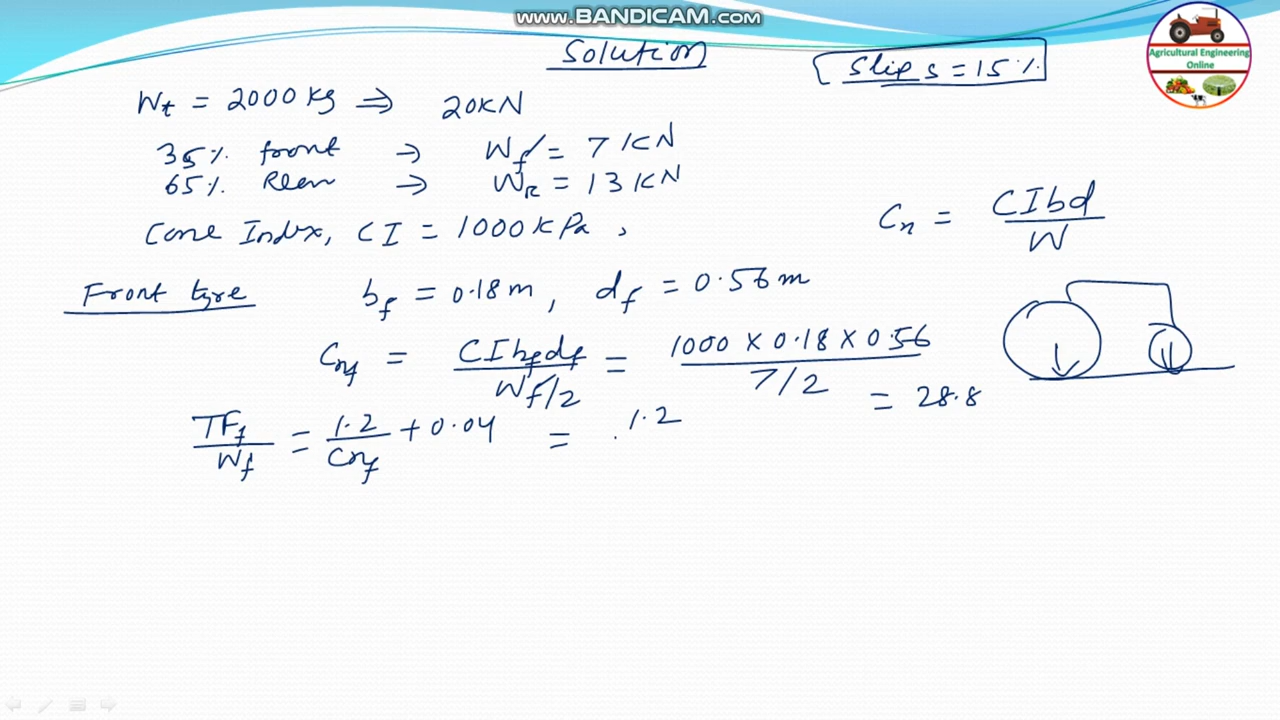 www.BANDICAM.com
Solution
Slip s = 15 %
Agricultural Engineering
Online
Wt = 2000 kg ⇒ 20 KN
35 % front → Wf = 7 KN
65 % Rear → WR = 13 KN
Cone Index, CI = 1000 K Pa,
Cn = CIbd / W
Front tyre bf = 0.18 m, df = 0.56 m
Cnf = CIbfdf / Wf/2 = 1000 X 0.18 X 0.56 / 7/2 = 28.8
TFf / Wf = 1.2 / Cnf + 0.04 = 1.2